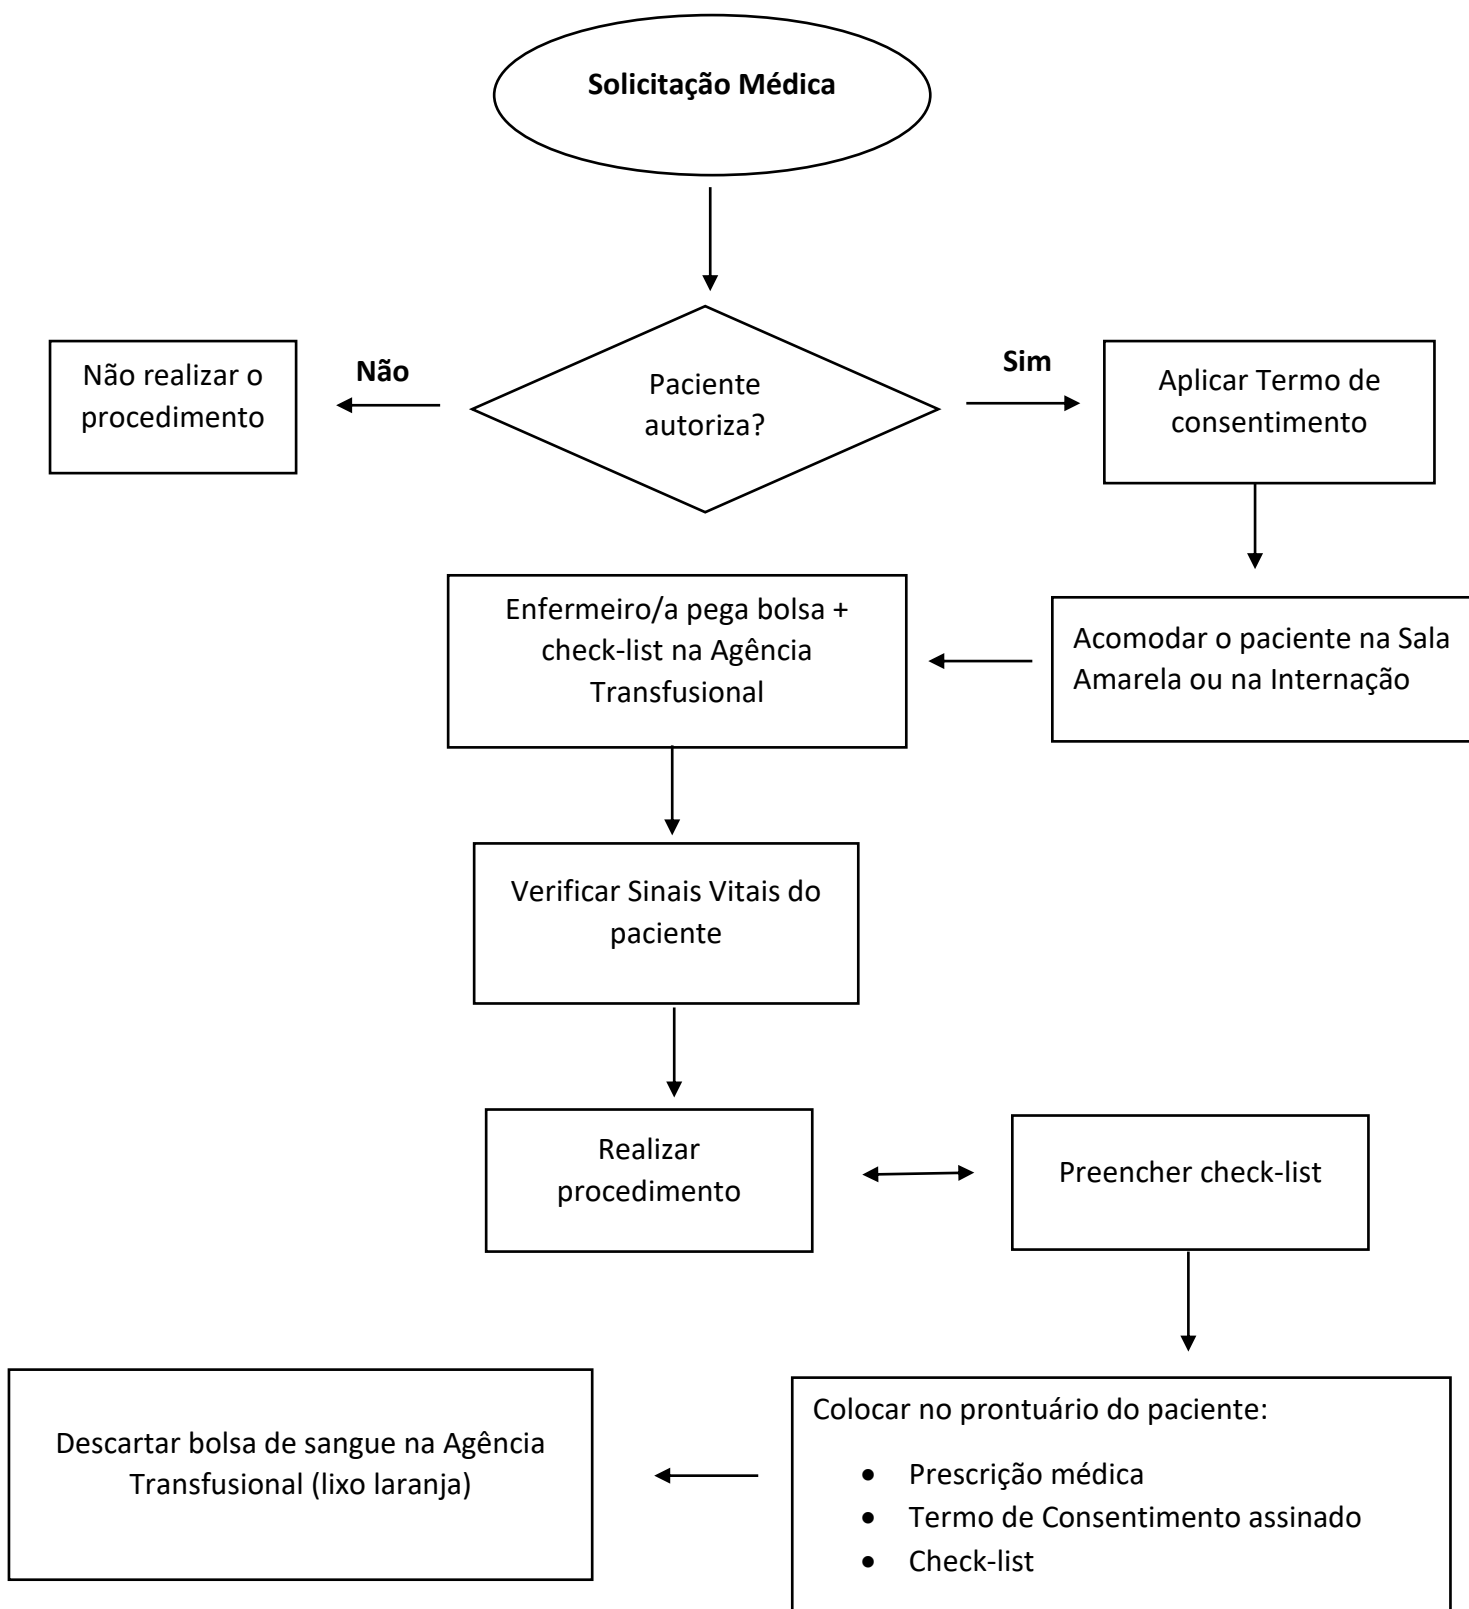 Solicitação Médica
Não realizar o
procedimento
Não
Paciente
autoriza?
Sim
Aplicar Termo de
consentimento
Enfermeiro/a pega bolsa +
check-list na Agência
Transfusional
Acomodar o paciente na Sala
Amarela ou na Internação
Verificar Sinais Vitais do
paciente
Realizar
procedimento
Preencher check-list
Descartar bolsa de sangue na Agência
Transfusional (lixo laranja)
Colocar no prontuário do paciente:
• Prescrição médica
• Termo de Consentimento assinado
• Check-list